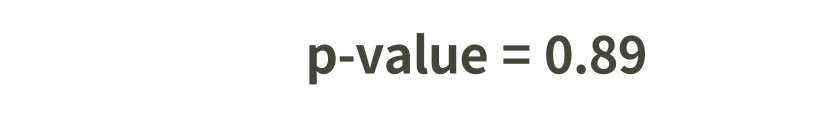 p-value = 0.89